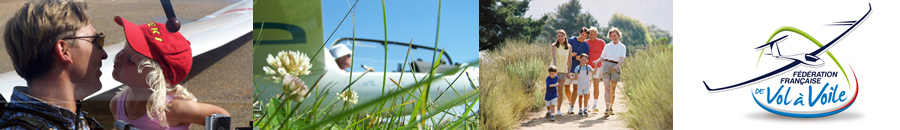 FÉDÉRATION
FRANÇAISE
DE Vol à Voile